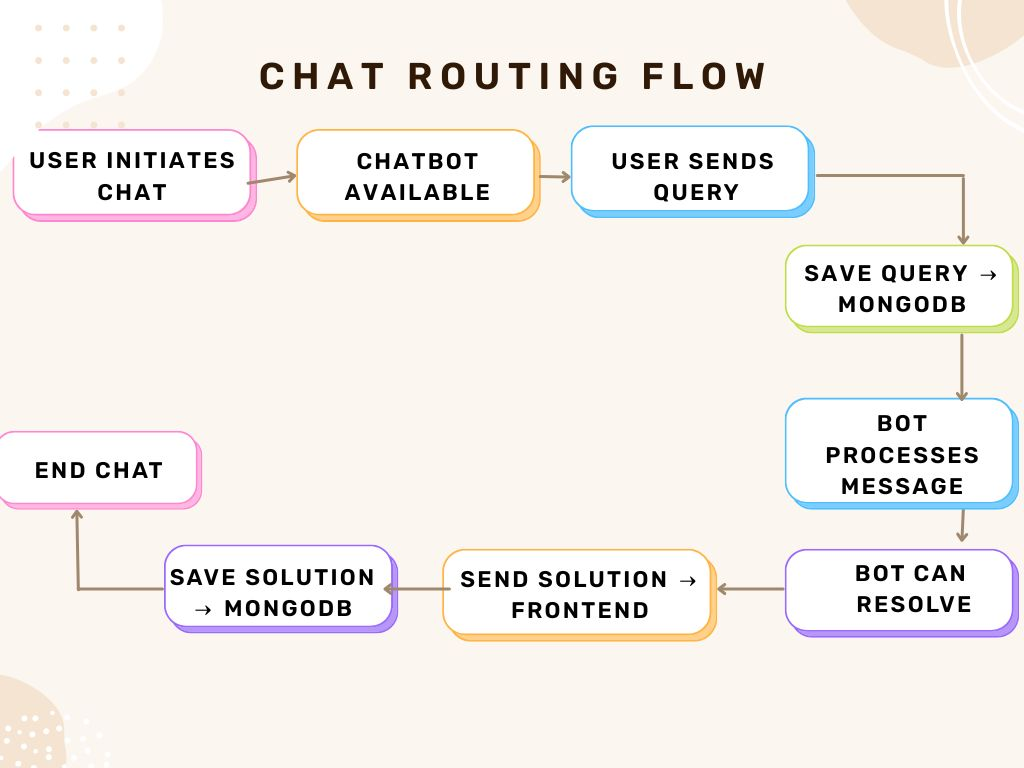 CHAT ROUTING FLOW
USER INITIATES
CHAT
CHATBOT
AVAILABLE
USER SENDS
QUERY
SAVE QUERY →
MONGODB
BOT
PROCESSES
MESSAGE
BOT CAN
RESOLVE
SEND SOLUTION →
FRONTEND
SAVE SOLUTION
→ MONGODB
END CHAT